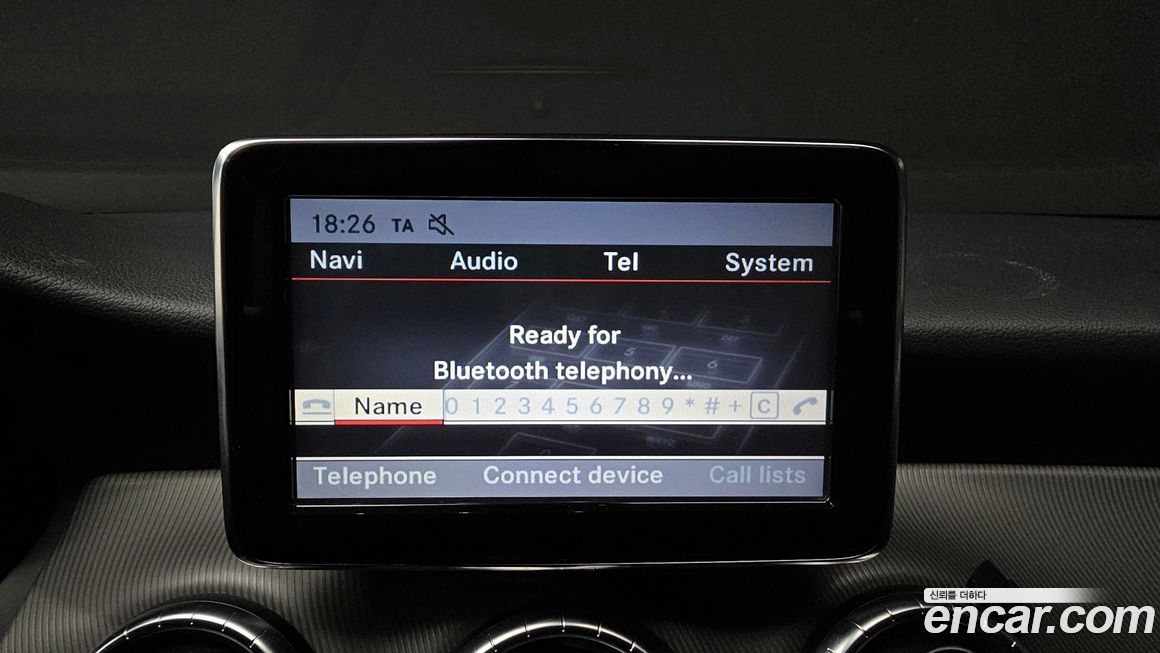 18:26 TA
Navi Audio Tel System
Ready for
Bluetooth telephony...
Name 0 1 2 3 4 5 6 7 8 9 * # + C
Telephone Connect device Call lists
신뢰를 더하다
encar.com